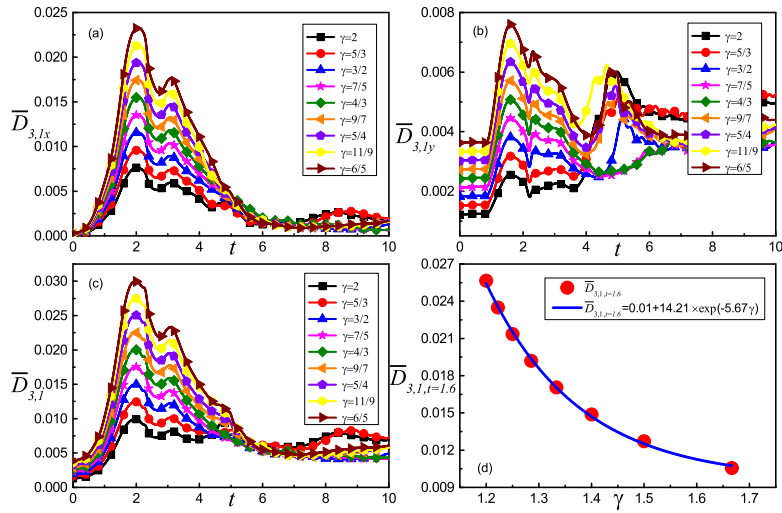 (a)
0.025
0.020
0.015
0.010
0.005
0.000
D̅3,1x
0 2 4 6 8 10
t
γ=2
γ=5/3
γ=3/2
γ=7/5
γ=4/3
γ=9/7
γ=5/4
γ=11/9
γ=6/5
(b)
0.008
0.006
0.004
0.002
D̅3,1y
0 2 4 6 8 10
t
γ=2
γ=5/3
γ=3/2
γ=7/5
γ=4/3
γ=9/7
γ=5/4
γ=11/9
γ=6/5
(c)
0.030
0.025
0.020
0.015
0.010
0.005
0.000
D̅3,1
0 2 4 6 8 10
t
γ=2
γ=5/3
γ=3/2
γ=7/5
γ=4/3
γ=9/7
γ=5/4
γ=11/9
γ=6/5
0.027
0.024
0.021
0.018
0.015
0.012
0.009
D̅3,1,t=1.6
D̅3,1,t=1.6
D̅3,1,t=1.6=0.01+14.21 ×exp(-5.67γ)
(d)
1.2 1.3 1.4 1.5 1.6 1.7
γ